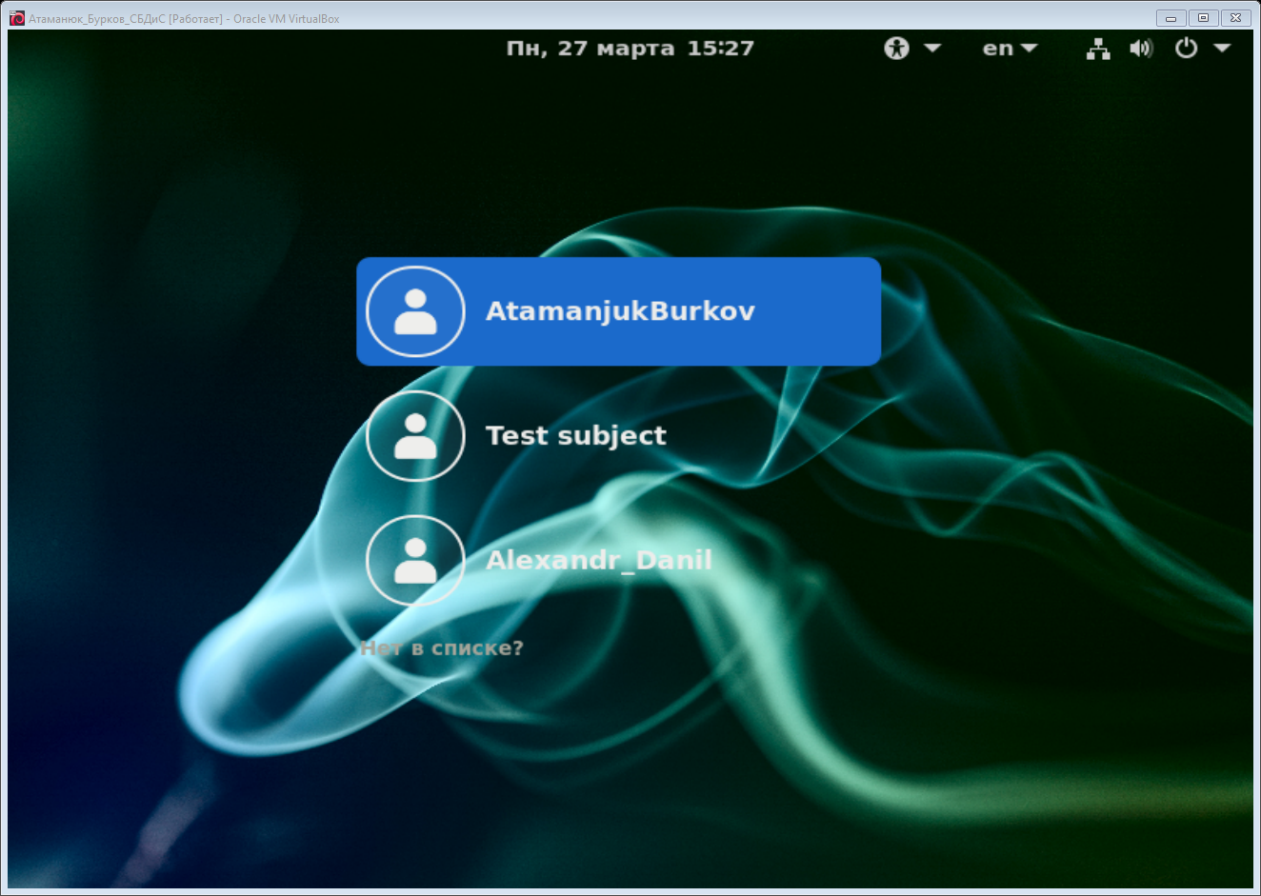 Атаманюк_Бурков_СБДиС [Работает] - Oracle VM VirtualBox
Пн, 27 марта 15:27
en
AtamanjukBurkov
Test subject
Alexandr_Danil
Нет в списке?